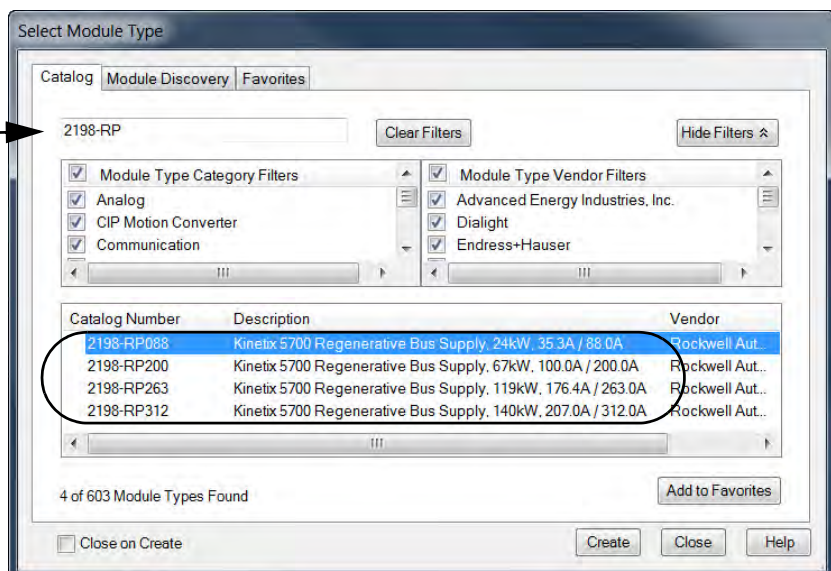 Select Module Type
Catalog Module Discovery Favorites
2198-RP Clear Filters Hide Filters
Module Type Category Filters Module Type Vendor Filters
Analog Advanced Energy Industries, Inc.
CIP Motion Converter Dialight
Communication Endress+Hauser
Catalog Number Description Vendor
2198-RP088 Kinetix 5700 Regenerative Bus Supply, 24kW, 35.3A / 88.0A Rockwell Aut...
2198-RP200 Kinetix 5700 Regenerative Bus Supply, 67kW, 100.0A / 200.0A Rockwell Aut...
2198-RP263 Kinetix 5700 Regenerative Bus Supply, 119kW, 176.4A / 263.0A Rockwell Aut...
2198-RP312 Kinetix 5700 Regenerative Bus Supply, 140kW, 207.0A / 312.0A Rockwell Aut...
4 of 603 Module Types Found Add to Favorites
Close on Create Create Close Help